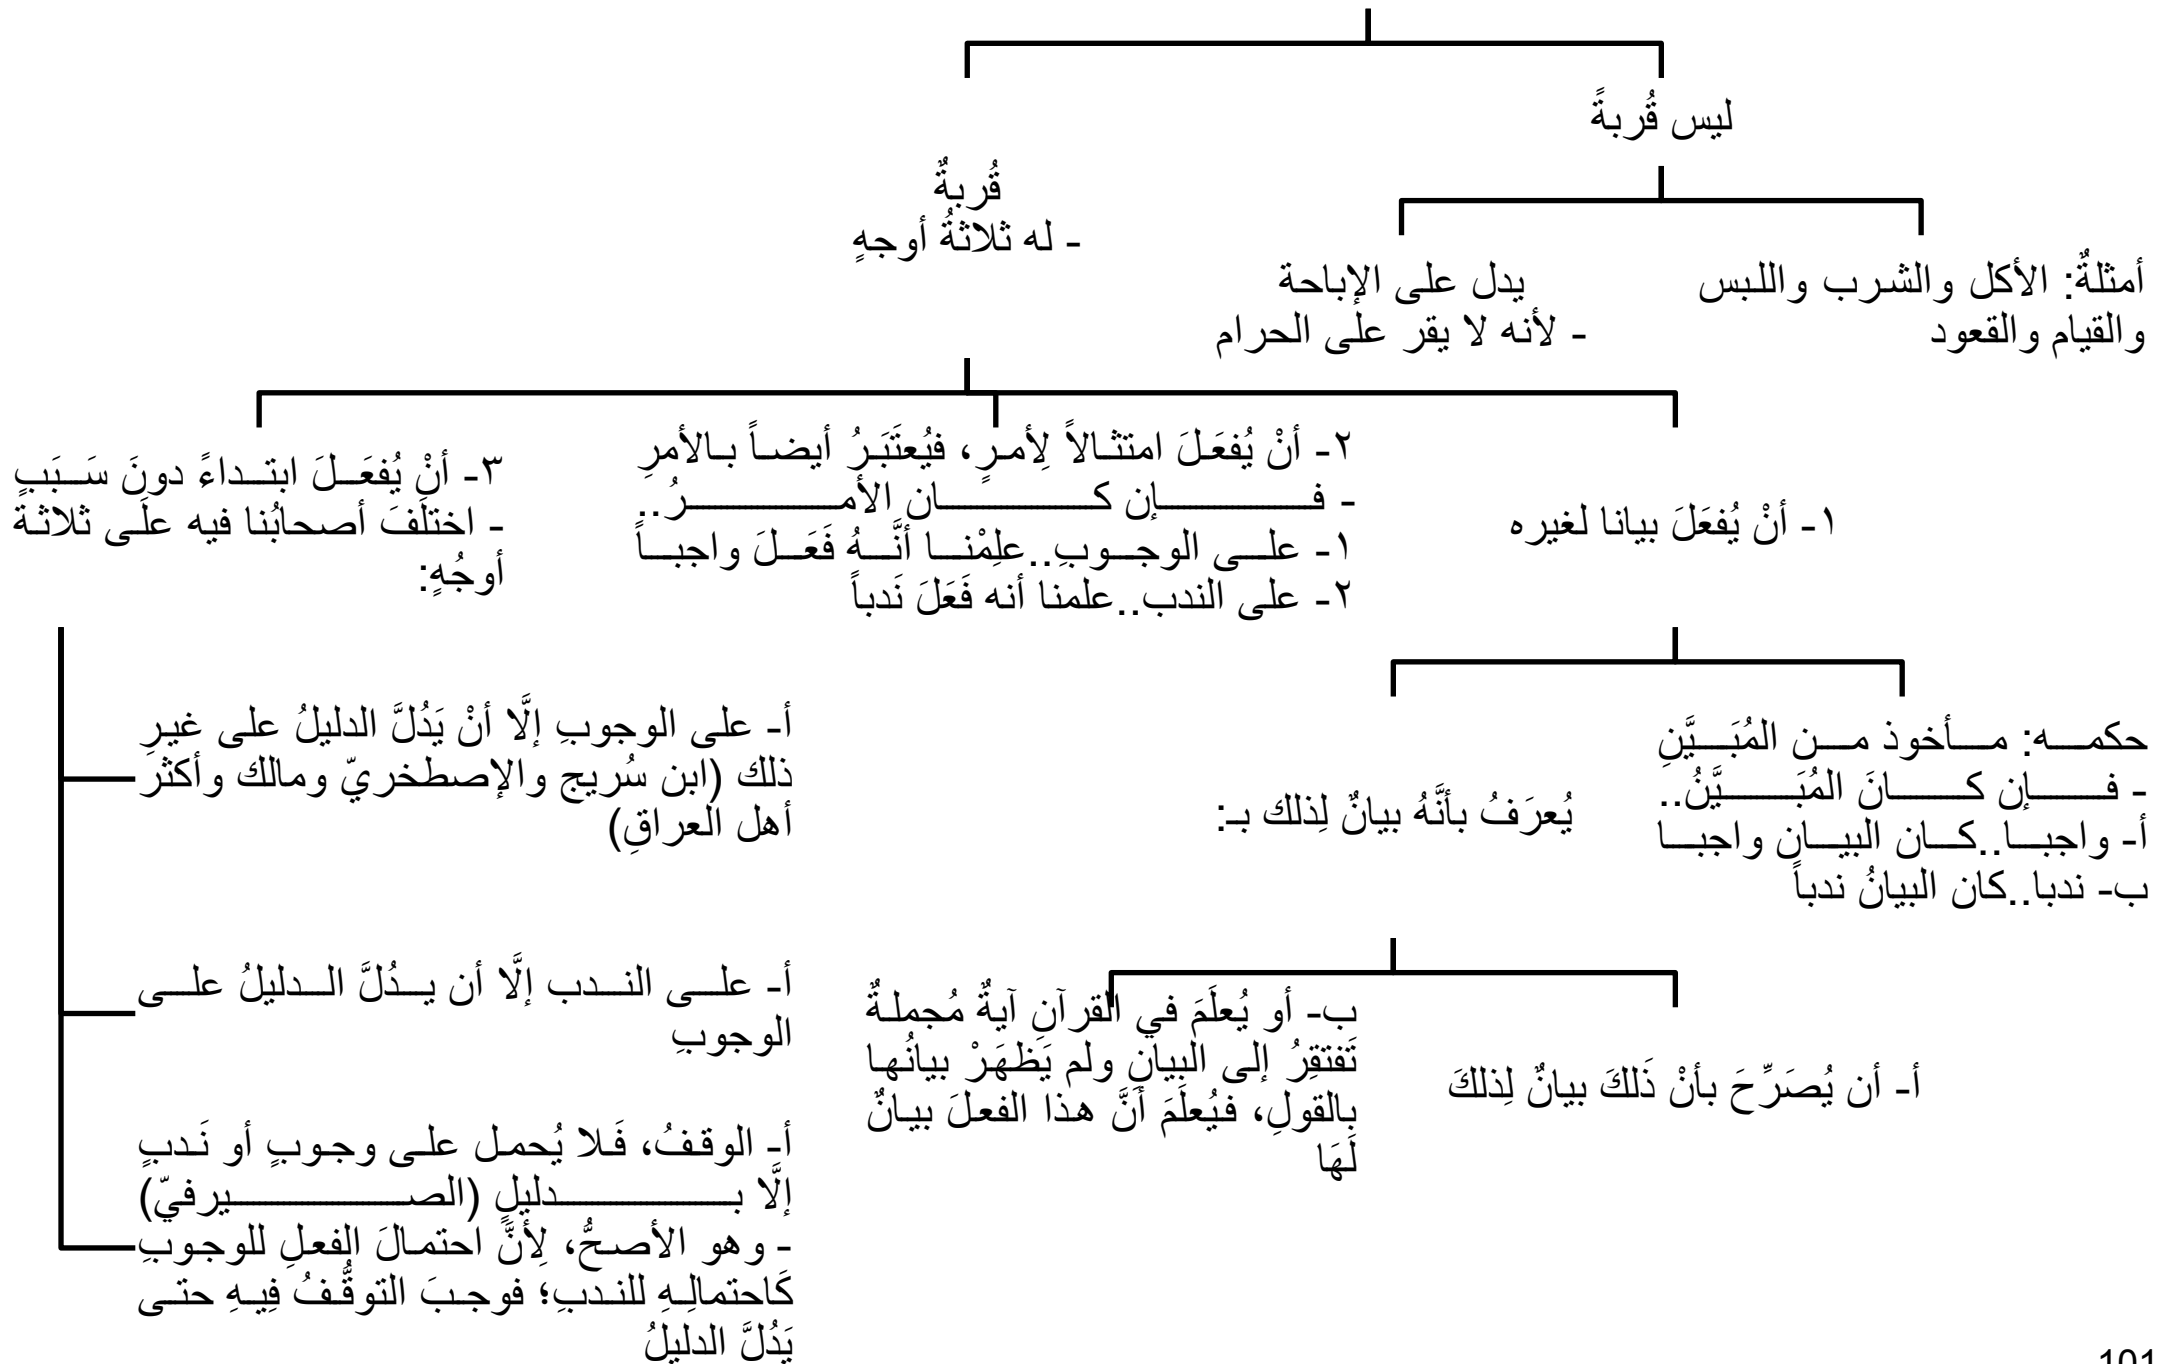 ليس قُربةً
قُربةٌ
- له ثلاثةُ أوجهٍ
أمثلةٌ: الأكل والشرب واللبس
والقيام والقعود
يدل على الإباحة
- لأنه لا يقر على الحرام
١- أنْ يُفعَلَ بيانا لغيره
٢- أنْ يُفعَلَ امتثالاً لِأمرٍ، فيُعتَبَرُ أيضاً بالأمرِ
- فإن كان الأمرُ..
١- على الوجوبِ..علِمْنا أنَّهُ فَعَلَ واجباً
٢- على الندب..علمنا أنه فَعَلَ نَدباً
٣- أنْ يُفعَلَ ابتداءً دونَ سَبَبٍ
- اختلَفَ أصحابُنا فيه علَى ثلاثةً
أوجُهٍ:
حكمه: مأخوذ من المُبَيَّنِ
- فإن كانَ المُبَيَّنُ..
أ- واجبا..كان البيان واجبا
ب- ندبا..كان البيانُ ندباً
يُعرَفُ بأنَّهُ بيانٌ لِذلك بـ:
أ- أن يُصَرِّحَ بأنْ ذَلكَ بيانٌ لِذلكَ
ب- أو يُعلَمَ في القرآنِ آيةٌ مُجملةٌ
تَفتقِرُ إلى البيانِ ولم يَظهَرْ بيانُها
بالقولِ، فيُعلَمَ أنَّ هذا الفعلَ بيانٌ
لَهَا
أ- على الوجوبِ إلَّا أنْ يَدُلَّ الدليلُ على غيرِ
ذلك (ابن سُريج والإصطخريّ ومالك وأكثرَ
أهل العراقِ)
أ- على الندب إلَّا أن يدُلَّ الدليلُ على
الوجوبِ
أ- الوقفُ، فَلا يُحمل على وجوبٍ أو نَدبٍ
إلَّا بدليلٍ (الصيرفيّ)
- وهو الأصحُّ، لِأنَّ احتمالَ الفعلِ للوجوبِ
كَاحتمالِهِ للندبِ؛ فوجبَ التوقُّفُ فِيهِ حتى
يَدُلَّ الدليلُ
101